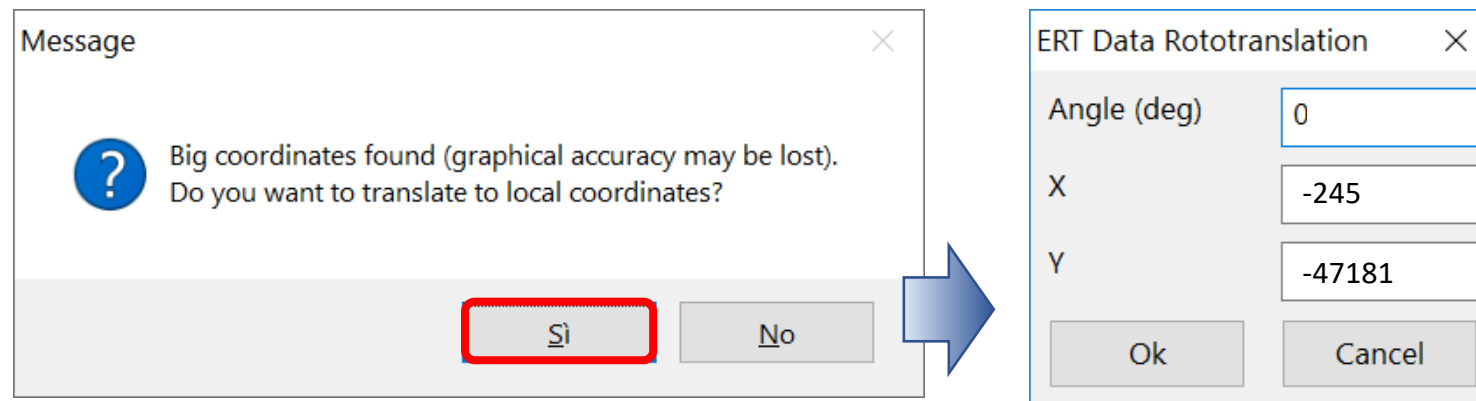 Message
Big coordinates found (graphical accuracy may be lost).
Do you want to translate to local coordinates?
Sì
No
ERT Data Rototranslation
Angle (deg)
0
X
-245
Y
-47181
Ok
Cancel